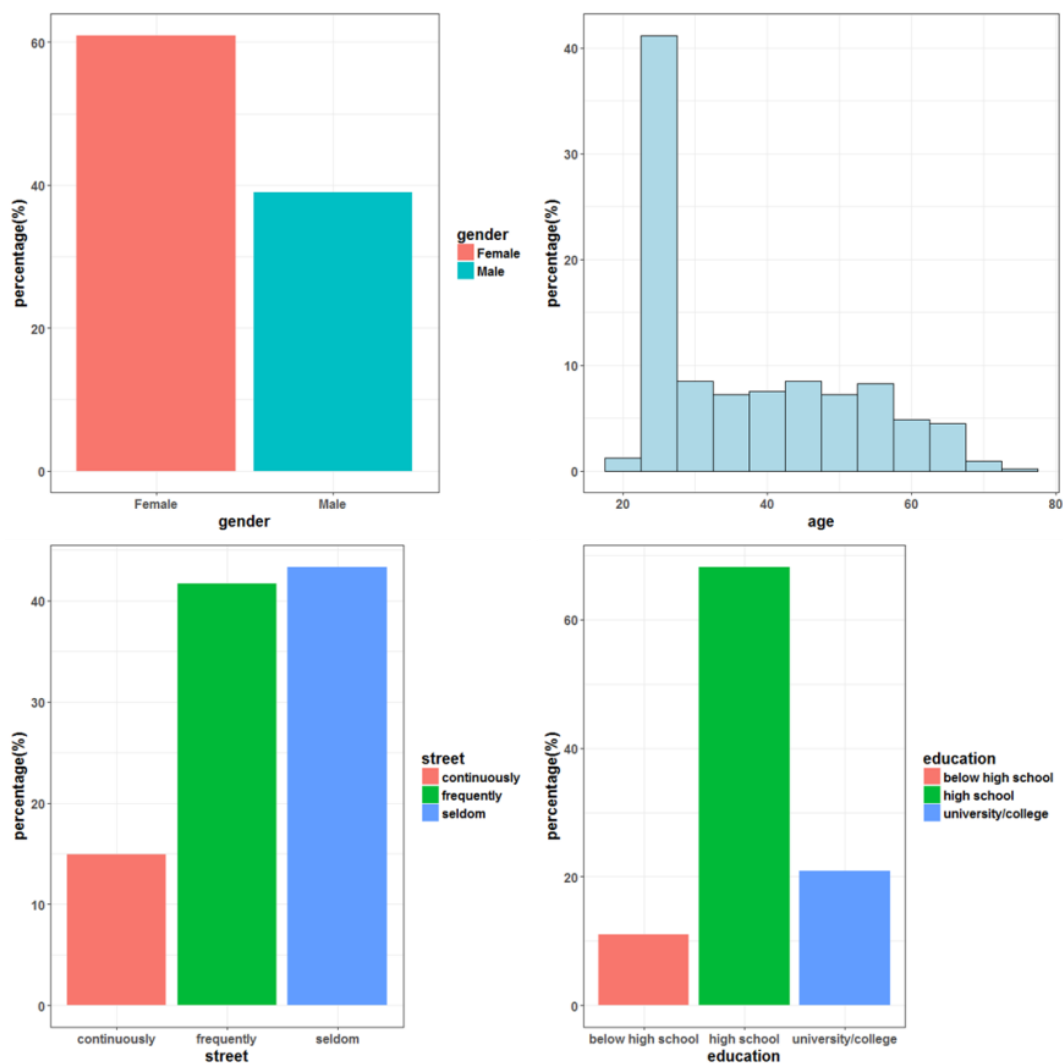 60
40
20
0
percentage(%)
Female
Male
gender
gender
Female
Male
40
30
20
10
0
percentage(%)
20
40
60
80
age
40
30
20
10
0
percentage(%)
continuously
frequently
seldom
street
street
continuously
frequently
seldom
60
40
20
0
percentage(%)
below high school
high school
university/college
education
education
below high school
high school
university/college